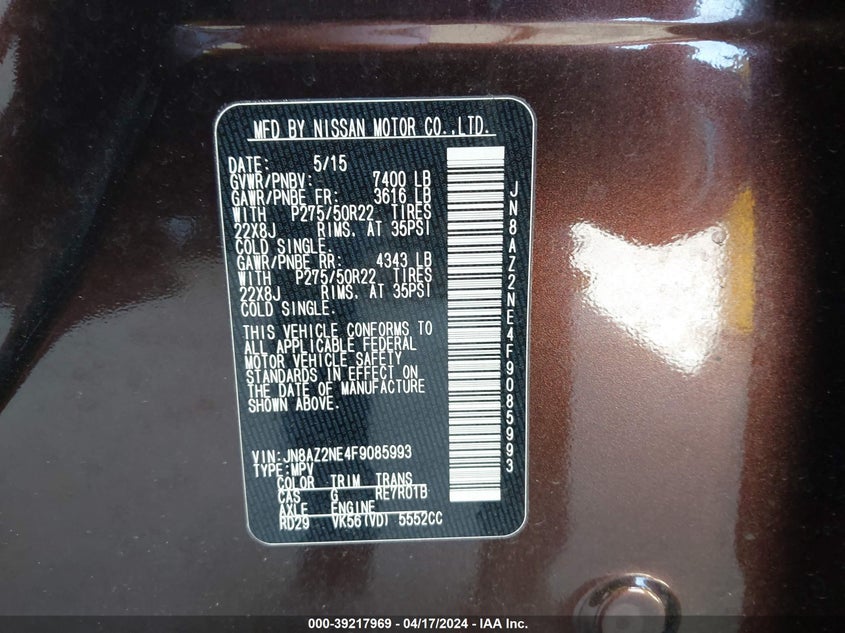 MFD BY NISSAN MOTOR CO.,LTD.
DATE: 5/15
GVWR/PNBV: 7400 LB
GAWR/PNBE FR: 3616 LB
WITH P275/50R22 TIRES
22X8J RIMS, AT 35PSI
COLD SINGLE.
GAWR/PNBE RR: 4343 LB
WITH P275/50R22 TIRES
22X8J RIMS, AT 35PSI
COLD SINGLE.
THIS VEHICLE CONFORMS TO
ALL APPLICABLE FEDERAL
MOTOR VEHICLE SAFETY
STANDARDS IN EFFECT ON
THE DATE OF MANUFACTURE
SHOWN ABOVE.
VIN:JN8AZ2NE4F9085993
TYPE:MPV
COLOR TRIM TRANS
CAS G RE7R01B
AXLE ENGINE
RD29 VK56(VD) 5552CC
JN8AZ2NE4F9085993
000-39217969 - 04/17/2024 - IAA Inc.